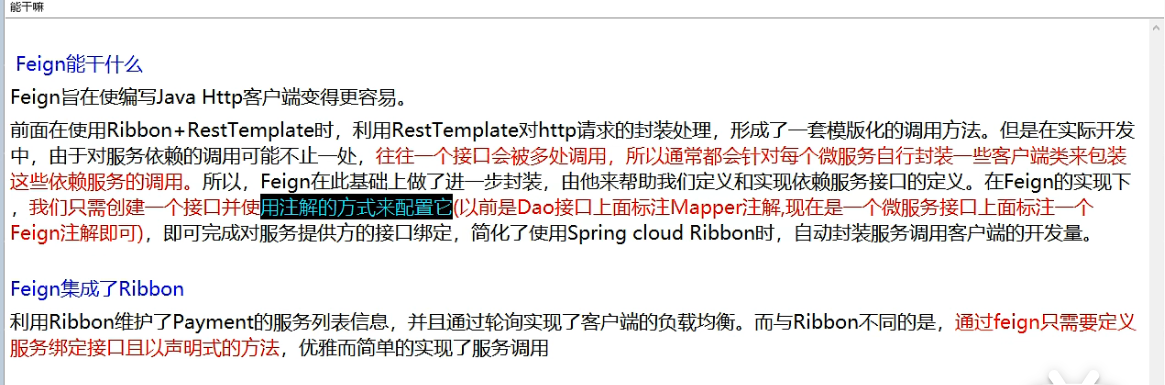 能干嘛
Feign能干什么
Feign旨在使编写Java Http客户端变得更容易。
前面在使用Ribbon+RestTemplate时，利用RestTemplate对http请求的封装处理，形成了一套模版化的调用方法。但是在实际开发
中，由于对服务依赖的调用可能不止一处，往往一个接口会被多处调用，所以通常都会针对每个微服务自行封装一些客户端类来包装
这些依赖服务的调用。所以，Feign在此基础上做了进一步封装，由他来帮助我们定义和实现依赖服务接口的定义。在Feign的实现下
，我们只需创建一个接口并使用注解的方式来配置它(以前是Dao接口上面标注Mapper注解,现在是一个微服务接口上面标注一个
Feign注解即可)，即可完成对服务提供方的接口绑定，简化了使用Spring cloud Ribbon时，自动封装服务调用客户端的开发量。
Feign集成了Ribbon
利用Ribbon维护了Payment的服务列表信息，并且通过轮询实现了客户端的负载均衡。而与Ribbon不同的是，通过feign只需要定义
服务绑定接口且以声明式的方法，优雅而简单的实现了服务调用